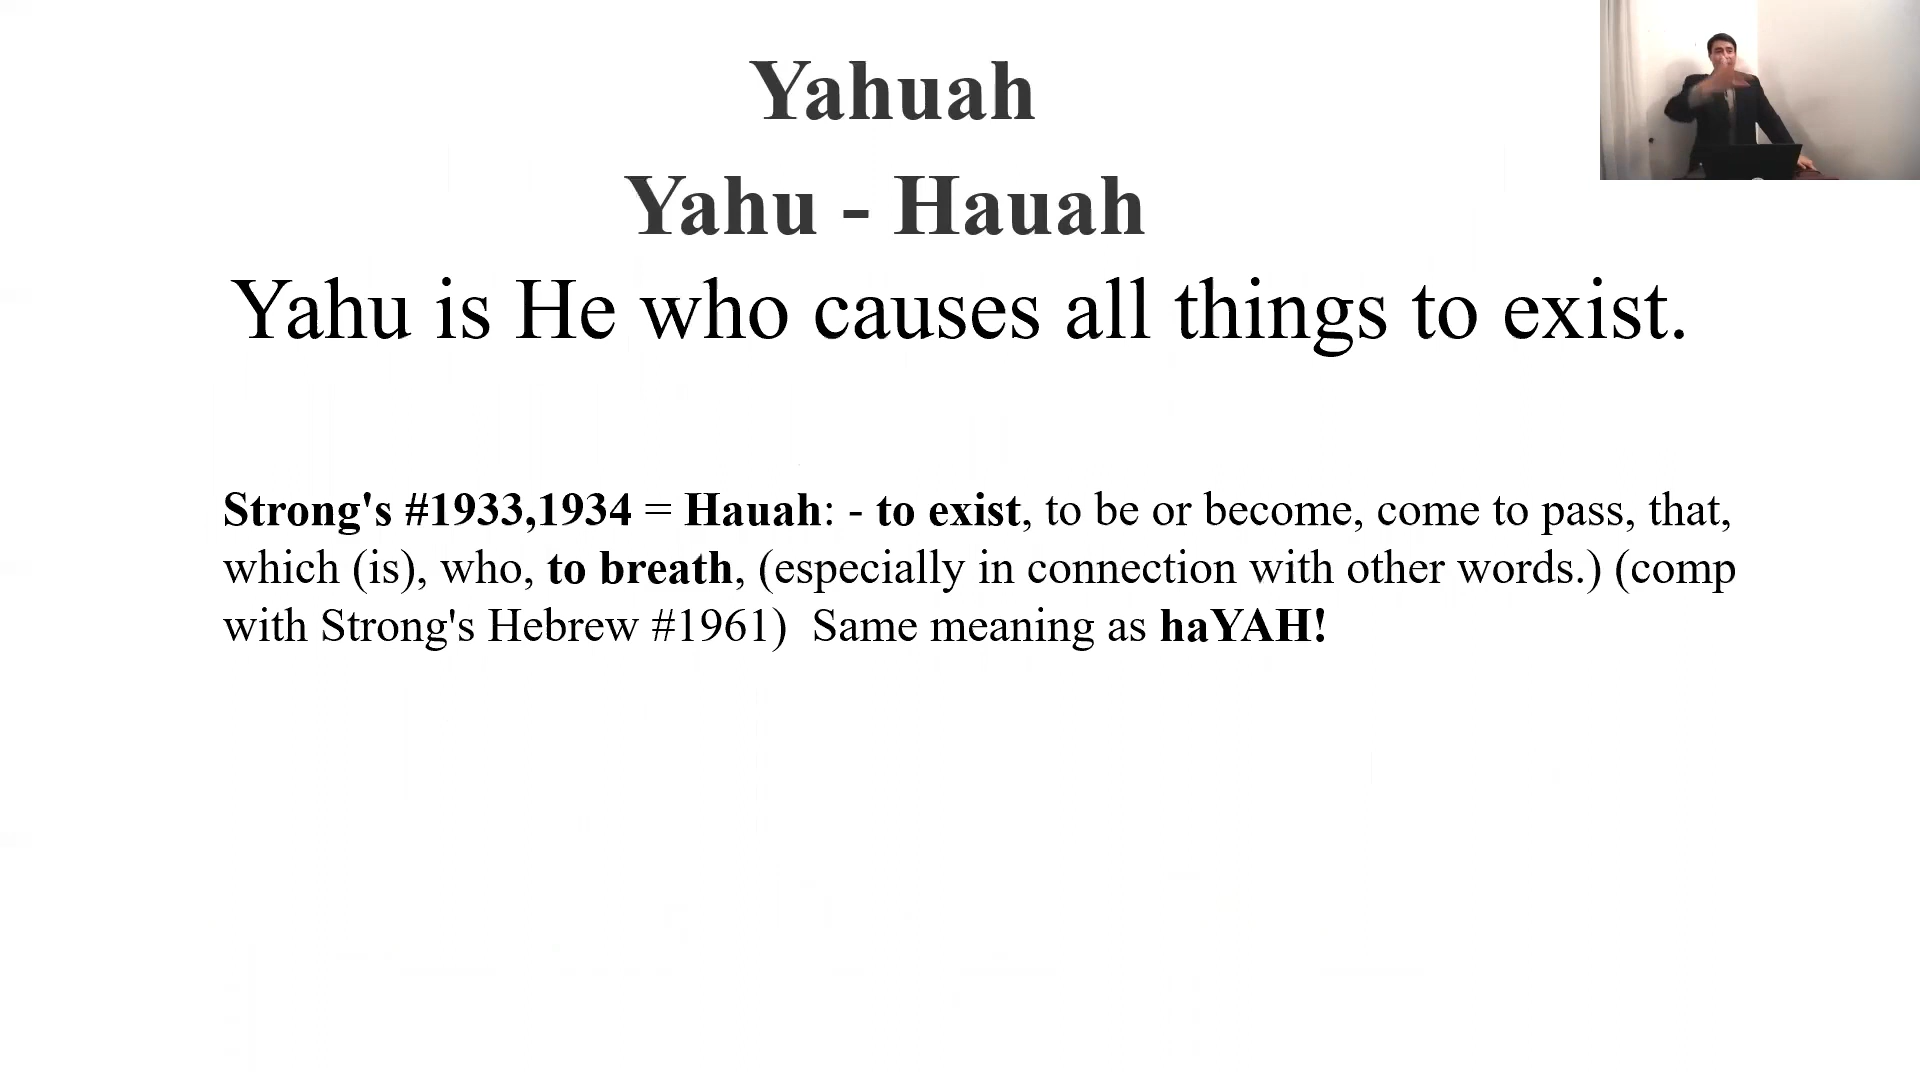 Yahuah
Yahu - Hauah
Yahu is He who causes all things to exist.
Strong's #1933,1934 = Hauah: - to exist, to be or become, come to pass, that,
which (is), who, to breath, (especially in connection with other words.) (comp
with Strong's Hebrew #1961)  Same meaning as haYAH!